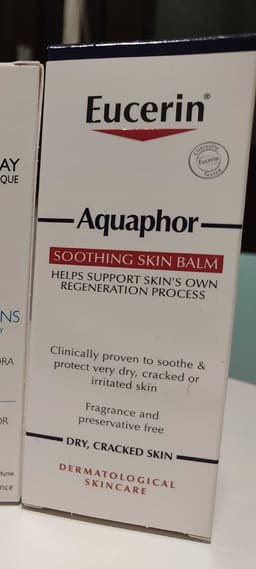 Eucerin®
Clinically
Eucerin
Tested
Aquaphor
SOOTHING SKIN BALM
HELPS SUPPORT SKIN'S OWN
REGENERATION PROCESS
Clinically proven to soothe &
protect very dry, cracked or
irritated skin
Fragrance and
preservative free
DRY, CRACKED SKIN
DERMATOLOGICAL
SKINCARE
AY
QUE
NS